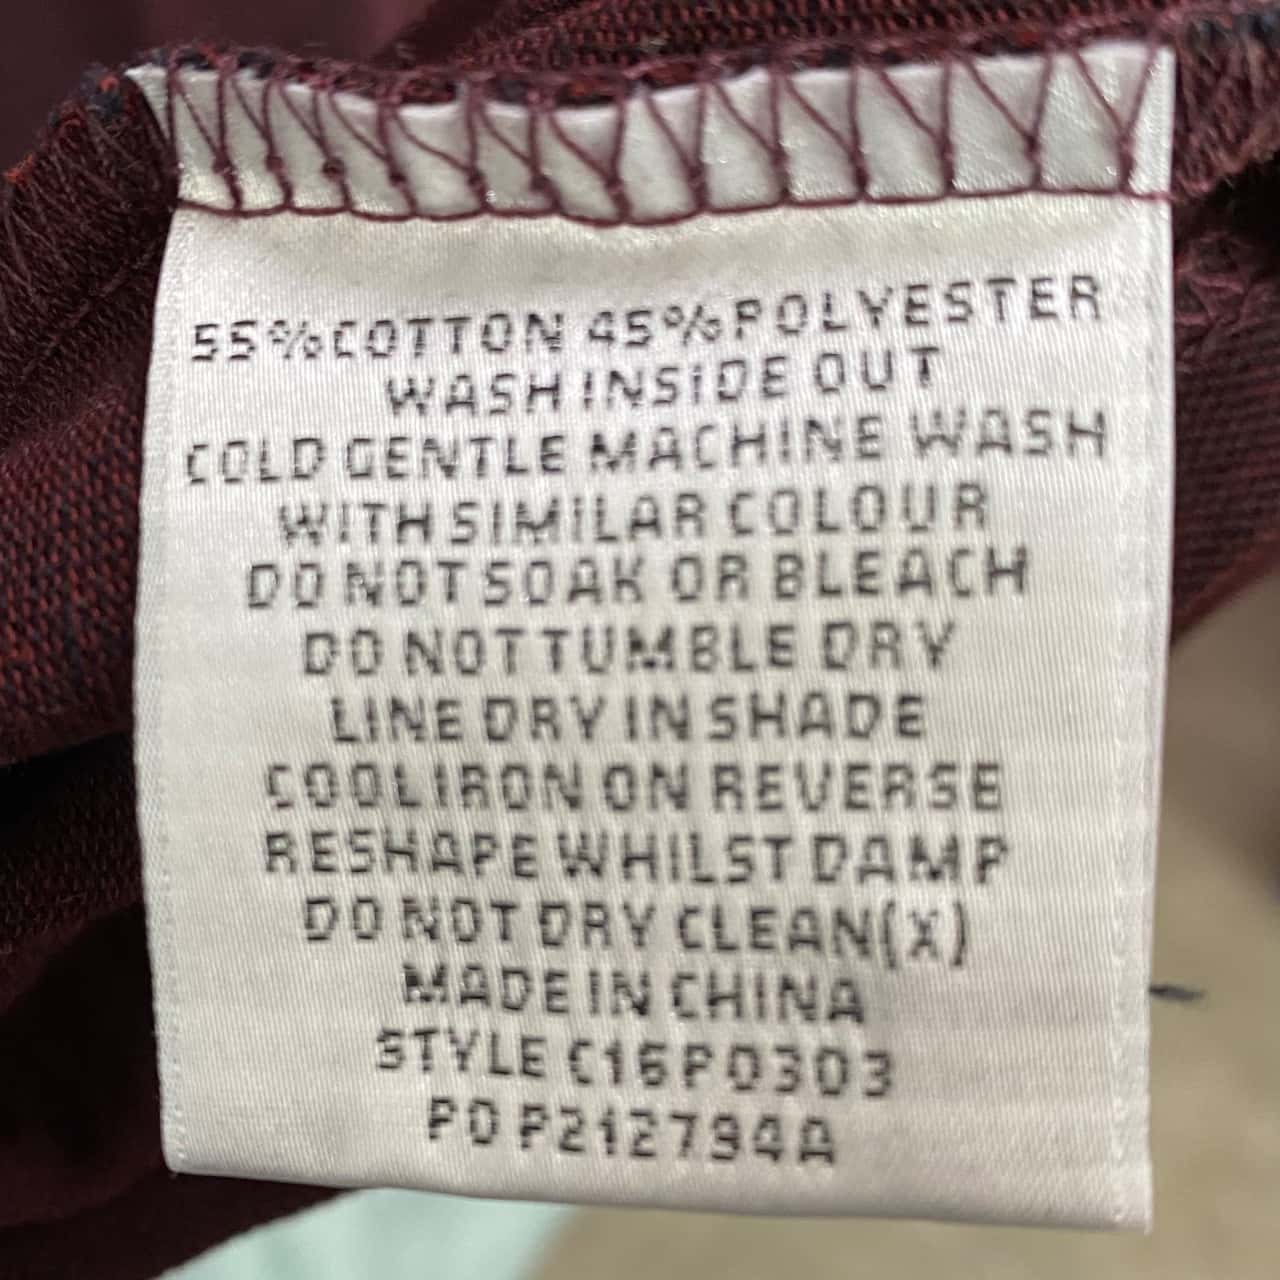 55%COTTON 45%POLYESTER
WASH INSIDE OUT
COLD GENTLE MACHINE WASH
WITH SIMILAR COLOUR
DO NOT SOAK OR BLEACH
DO NOT TUMBLE DRY
LINE DRY IN SHADE
COOL IRON ON REVERSE
RESHAPE WHILST DAMP
DO NOT DRY CLEAN(X)
MADE IN CHINA
STYLE C16P0303
PO P212794A